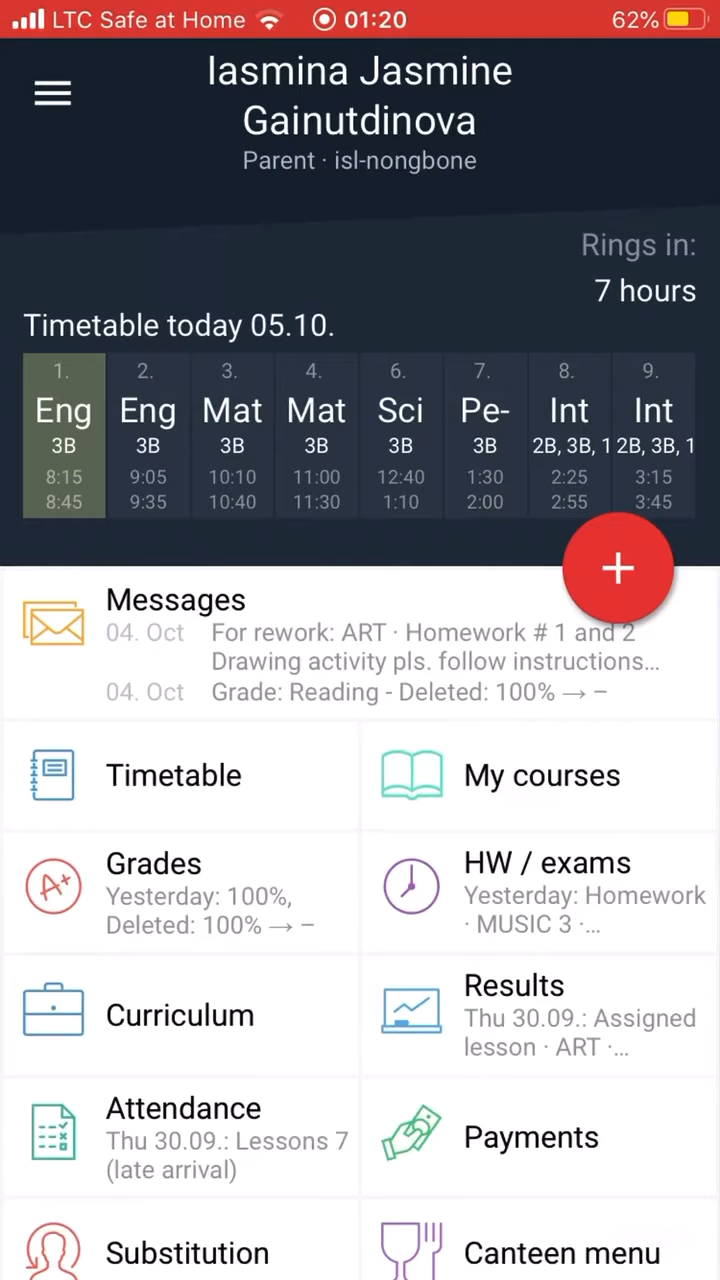 LTC Safe at Home 01:20 62%
Iasmina Jasmine
Gainutdinova
Parent · isl-nongbone
Rings in:
7 hours
Timetable today 05.10.
1. 2. 3. 4. 6. 7. 8. 9.
Eng Eng Mat Mat Sci Pe- Int Int
3B 3B 3B 3B 3B 3B 2B, 3B, 1 2B, 3B, 1
8:15 9:05 10:10 11:00 12:40 1:30 2:25 3:15
8:45 9:35 10:40 11:30 1:10 2:00 2:55 3:45
+
Messages
04. Oct For rework: ART · Homework # 1 and 2
Drawing activity pls. follow instructions...
04. Oct Grade: Reading - Deleted: 100% → –
Timetable
My courses
Grades
Yesterday: 100%,
Deleted: 100% → –
HW / exams
Yesterday: Homework
· MUSIC 3 ·...
Curriculum
Results
Thu 30.09.: Assigned
lesson · ART ·...
Attendance
Thu 30.09.: Lessons 7
(late arrival)
Payments
Substitution
Canteen menu
A+